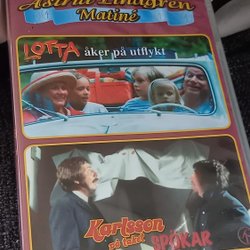 Astrid Lindgren
Matiné
LOTTA åker på utflykt
Karlsson
på taket SPÖKAR